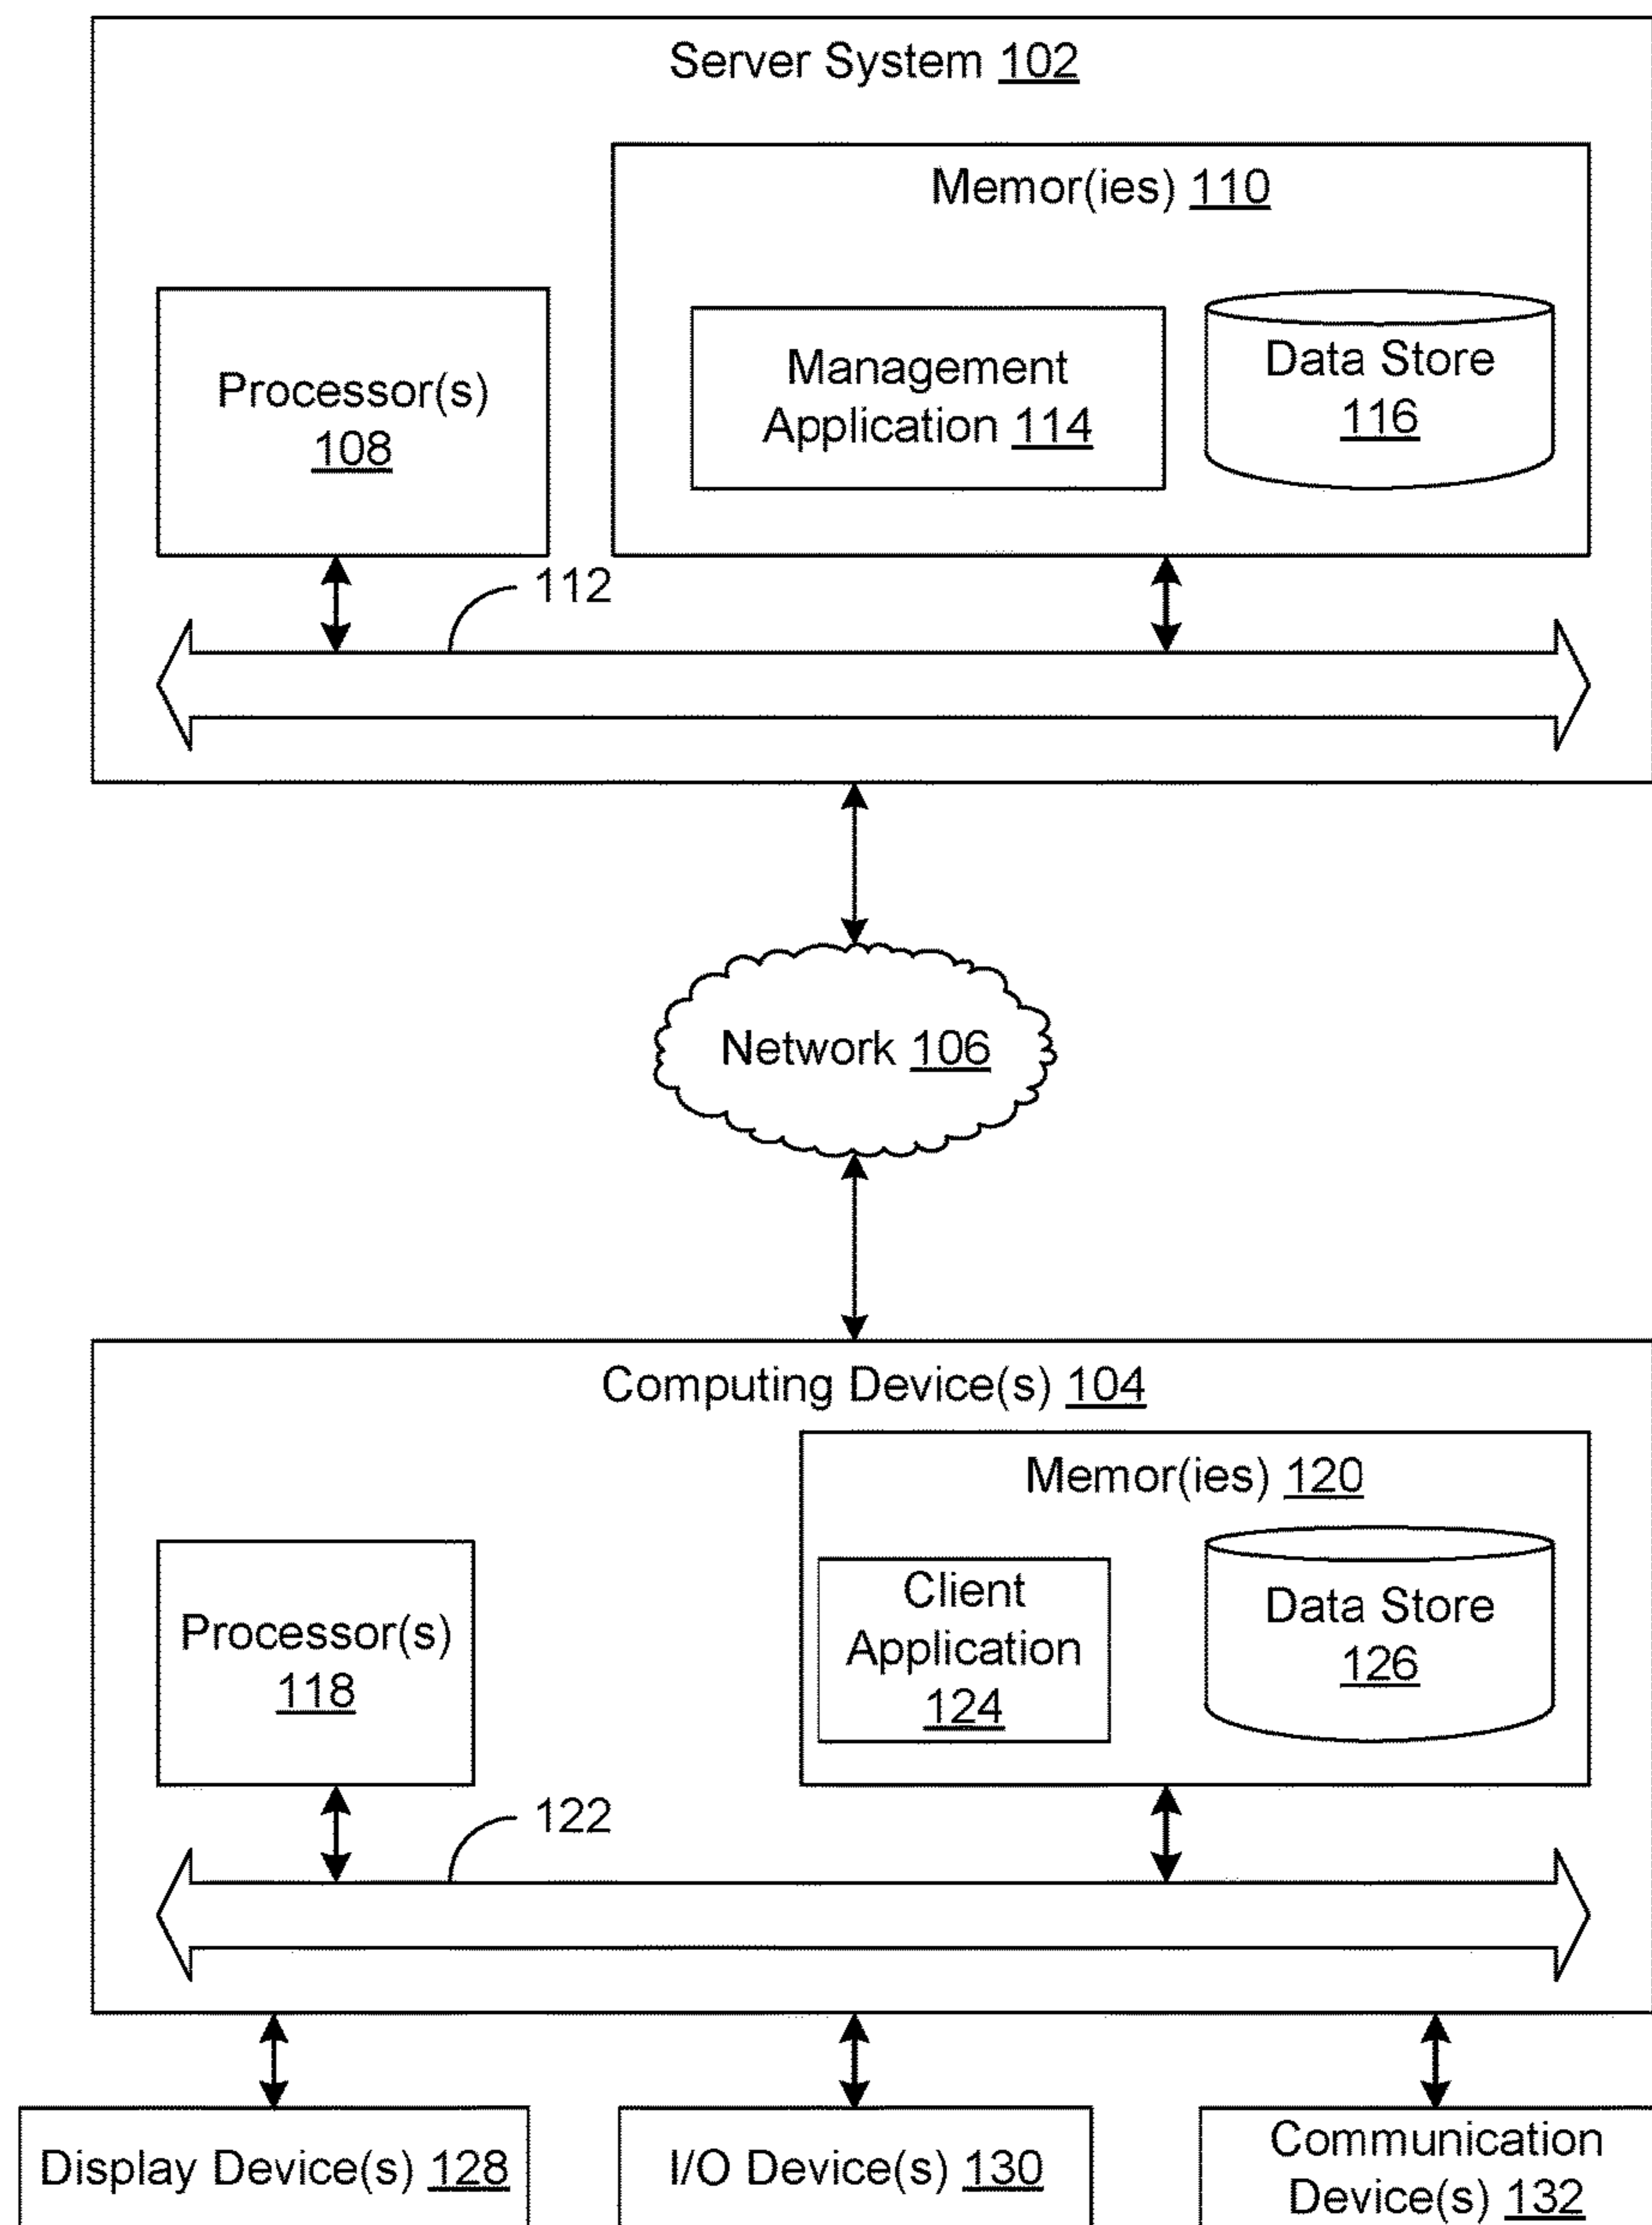 Server System 102
Memor(ies) 110
Processor(s)
108
Management
Application 114
Data Store
116
112
Network 106
Computing Device(s) 104
Memor(ies) 120
Processor(s)
118
Client
Application
124
Data Store
126
122
Display Device(s) 128
I/O Device(s) 130
Communication
Device(s) 132